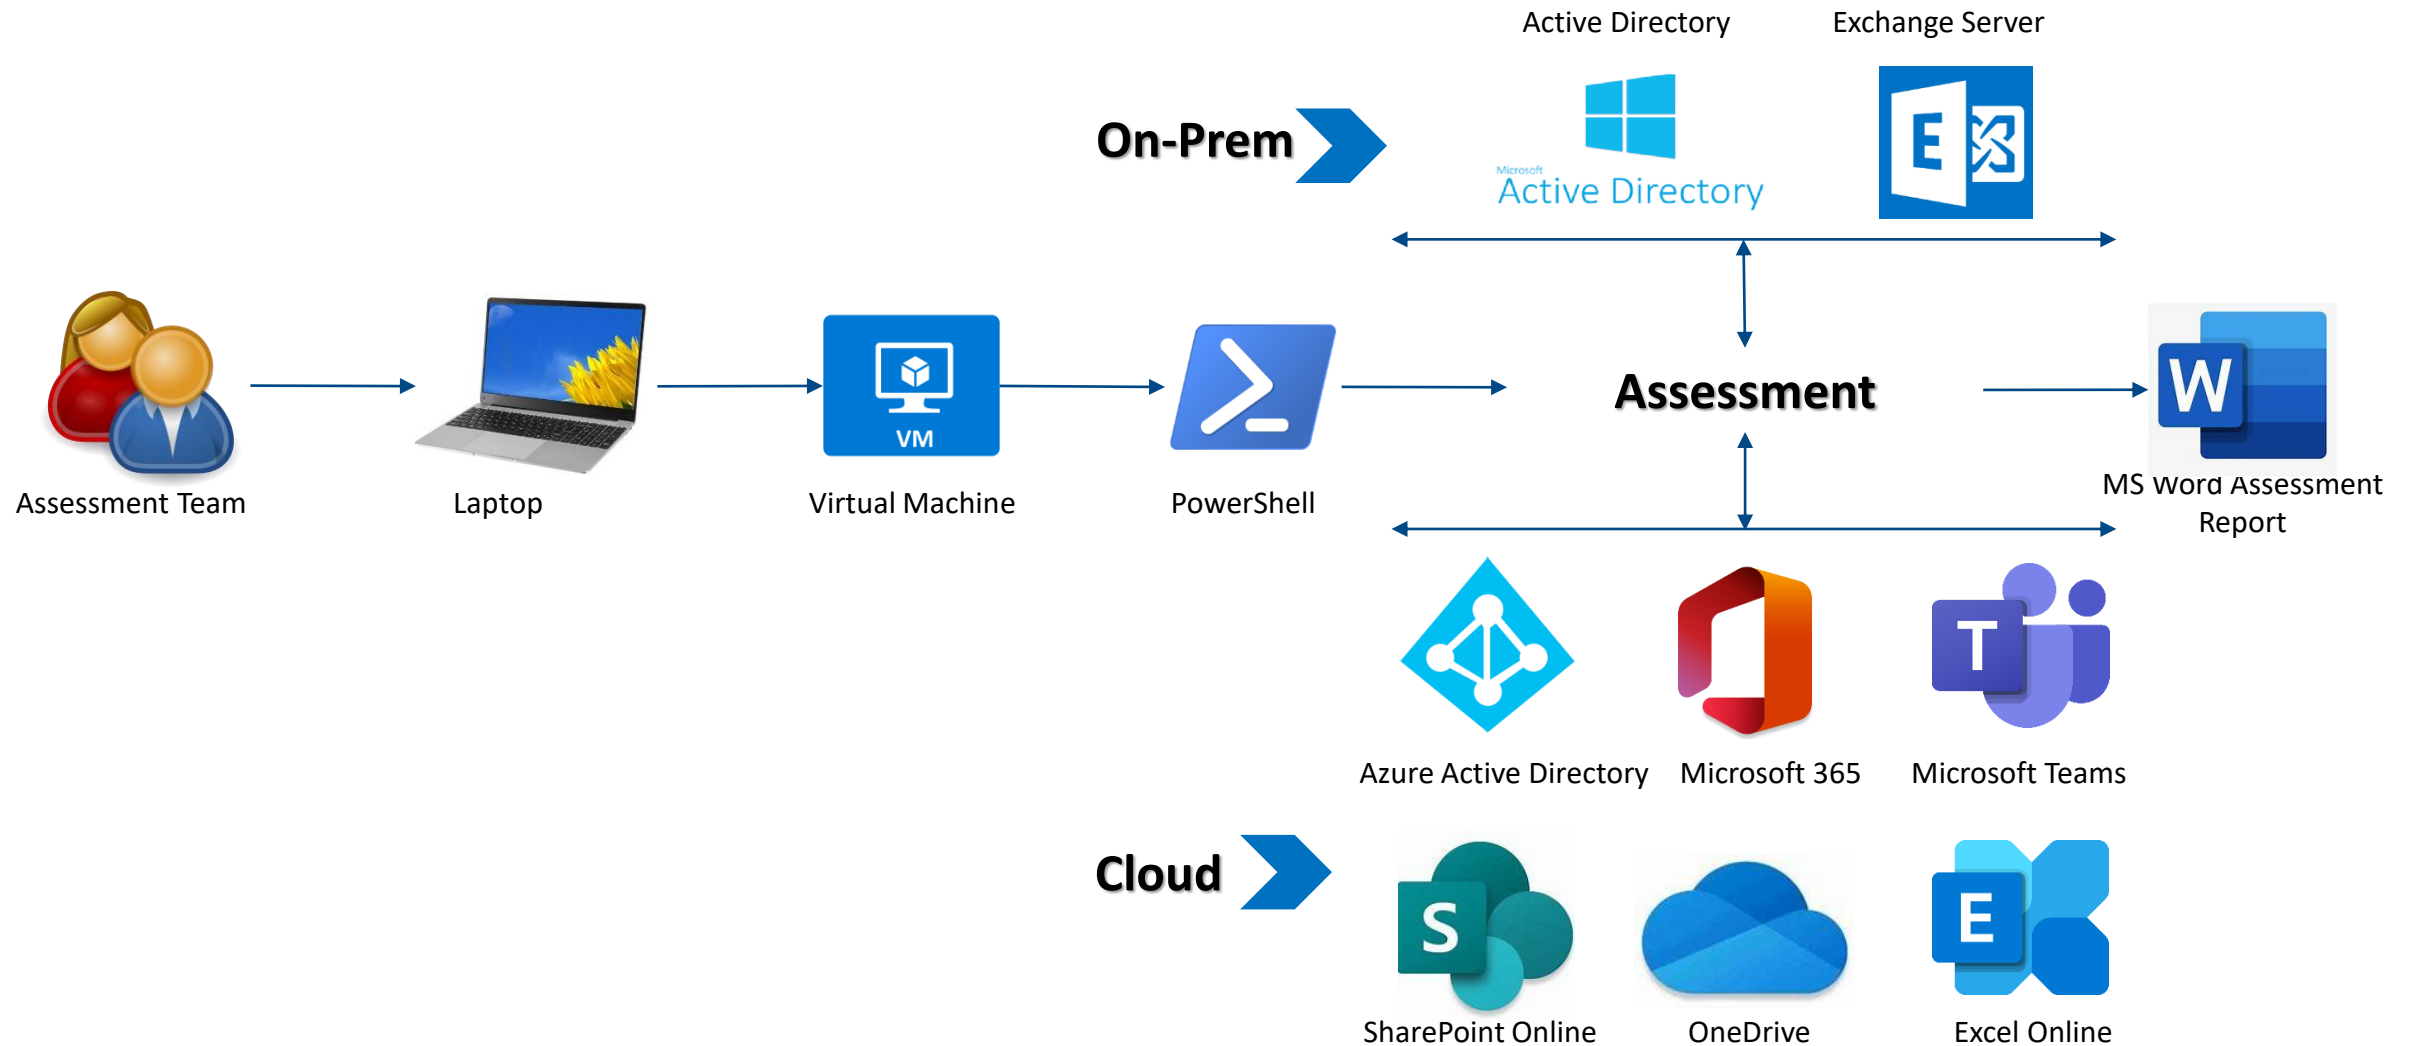 Active Directory
Exchange Server
On-Prem
Microsoft
Active Directory
E
Assessment Team
Laptop
VM
Virtual Machine
PowerShell
Assessment
W
MS Word Assessment
Report
T
Azure Active Directory
Microsoft 365
Microsoft Teams
Cloud
S
E
SharePoint Online
OneDrive
Excel Online